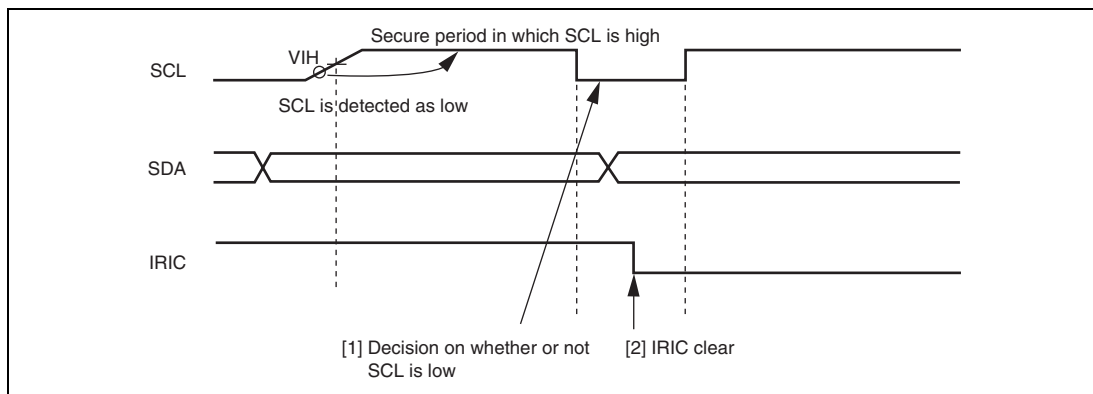 Secure period in which SCL is high
VIH
SCL
SCL is detected as low
SDA
IRIC
[1] Decision on whether or not
SCL is low
[2] IRIC clear